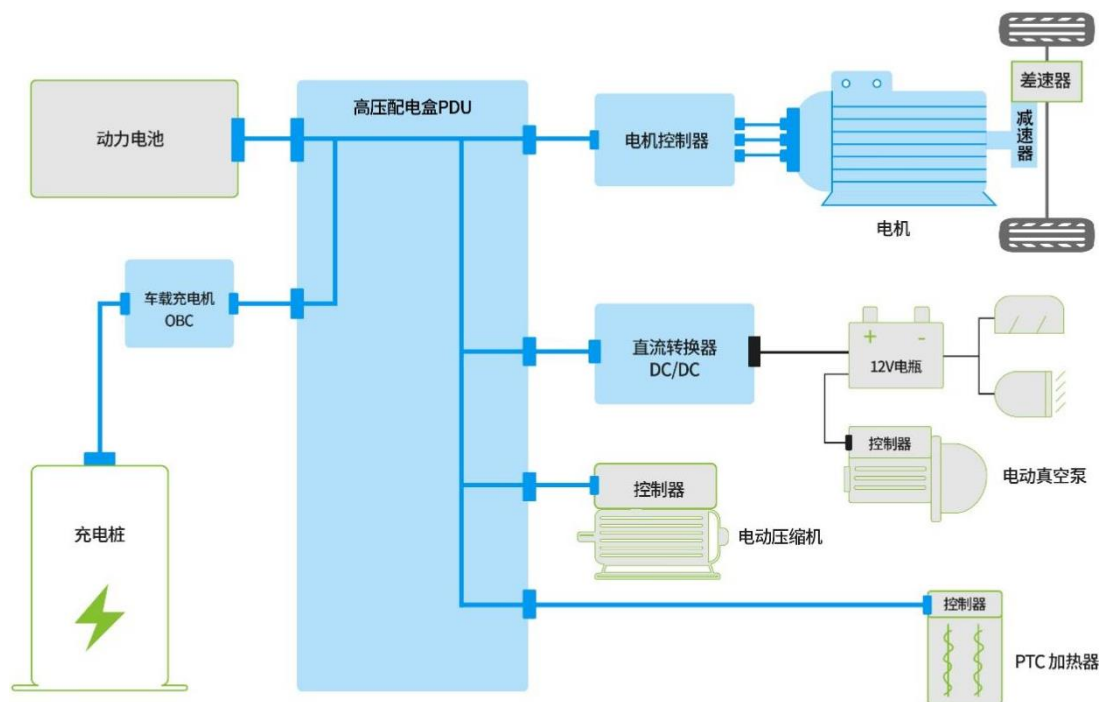 动力电池
高压配电盒PDU
电机控制器
电机
减速器
差速器
车载充电机
OBC
直流转换器
DC/DC
+ -
12V电瓶
控制器
电动真空泵
充电桩
控制器
电动压缩机
控制器
PTC 加热器